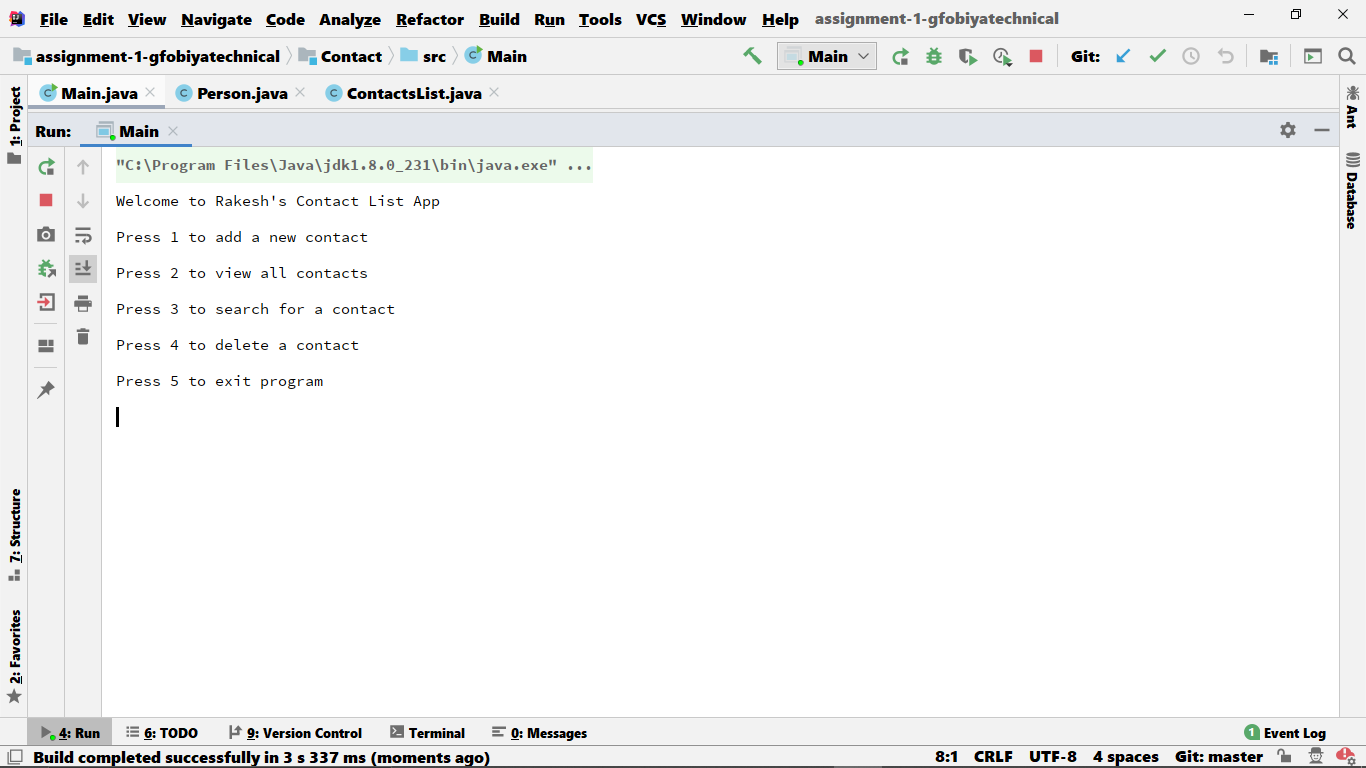 File Edit View Navigate Code Analyze Refactor Build Run Tools VCS Window Help assignment-1-gfobiyatechnical
assignment-1-gfobiyatechnical Contact src Main Main Git:
Main.java Person.java ContactsList.java
Run: Main
"C:\Program Files\Java\jdk1.8.0_231\bin\java.exe" ...
Welcome to Rakesh's Contact List App
Press 1 to add a new contact
Press 2 to view all contacts
Press 3 to search for a contact
Press 4 to delete a contact
Press 5 to exit program
1: Project
7: Structure
2: Favorites
Ant
Database
4: Run 6: TODO 9: Version Control Terminal 0: Messages 1 Event Log
Build completed successfully in 3 s 337 ms (moments ago) 8:1 CRLF UTF-8 4 spaces Git: master